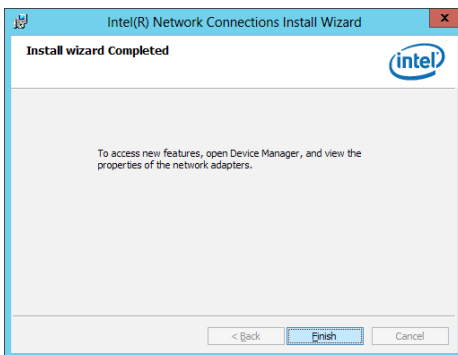 Intel(R) Network Connections Install Wizard
x
Install wizard Completed
intel
To access new features, open Device Manager, and view the
properties of the network adapters.
< Back
Finish
Cancel